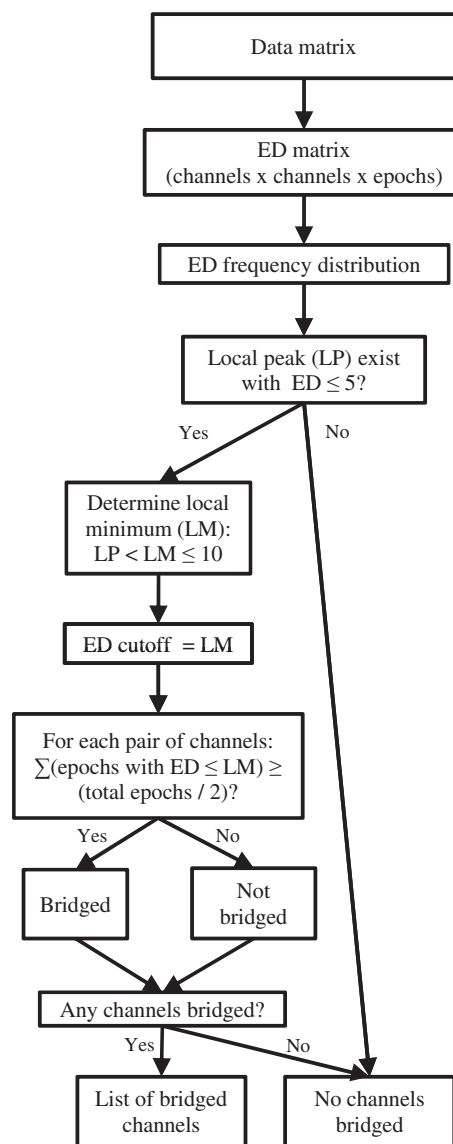 Data matrix
ED matrix
(channels x channels x epochs)
ED frequency distribution
Local peak (LP) exist
with ED ≤ 5?
Yes
No
Determine local
minimum (LM):
LP < LM ≤ 10
ED cutoff = LM
For each pair of channels:
∑(epochs with ED ≤ LM) ≥
(total epochs / 2)?
Yes
No
Bridged
Not
bridged
Any channels bridged?
Yes
No
List of bridged
channels
No channels
bridged